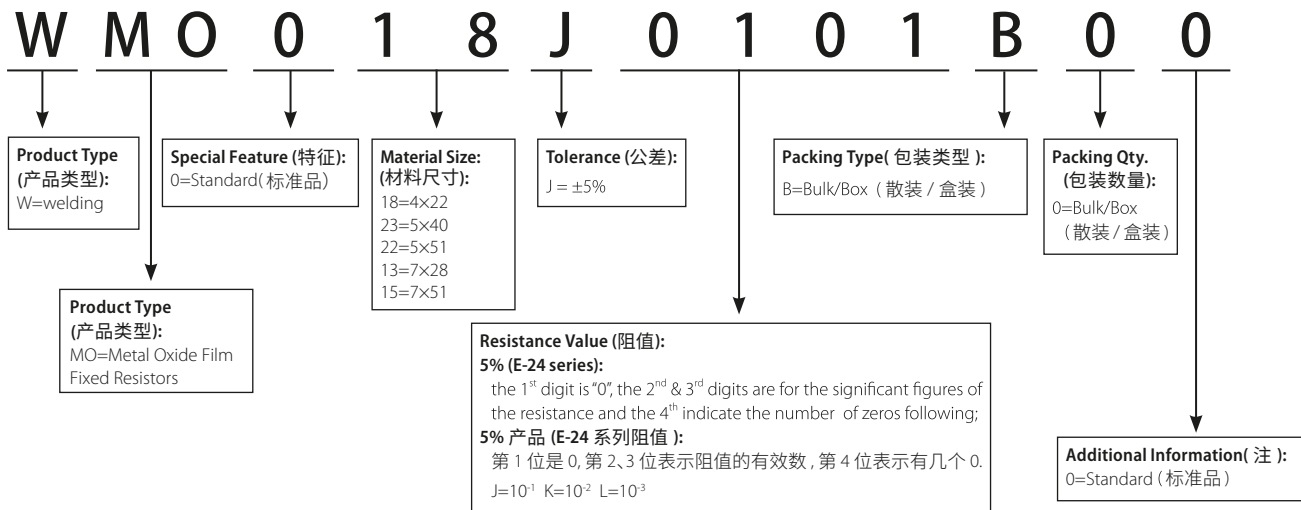 W M O 0 1 8 J 0 1 0 1 B 0 0
Product Type
(产品类型):
W=welding
Special Feature (特征):
0=Standard(标准品)
Material Size:
(材料尺寸):
18=4×22
23=5×40
22=5×51
13=7×28
15=7×51
Tolerance (公差):
J = ±5%
Packing Type( 包装类型 ):
B=Bulk/Box (散装 / 盒装)
Packing Qty.
(包装数量):
0=Bulk/Box
(散装 / 盒装)
Product Type
(产品类型):
MO=Metal Oxide Film
Fixed Resistors
Resistance Value (阻值):
5% (E-24 series):
the 1st digit is “0”, the 2nd & 3rd digits are for the significant figures of
the resistance and the 4th indicate the number of zeros following;
5% 产品 (E-24 系列阻值 ):
第 1 位是 0, 第 2、3 位表示阻值的有效数 , 第 4 位表示有几个 0.
J=10⁻¹ K=10⁻² L=10⁻³
Additional Information( 注 ):
0=Standard (标准品)